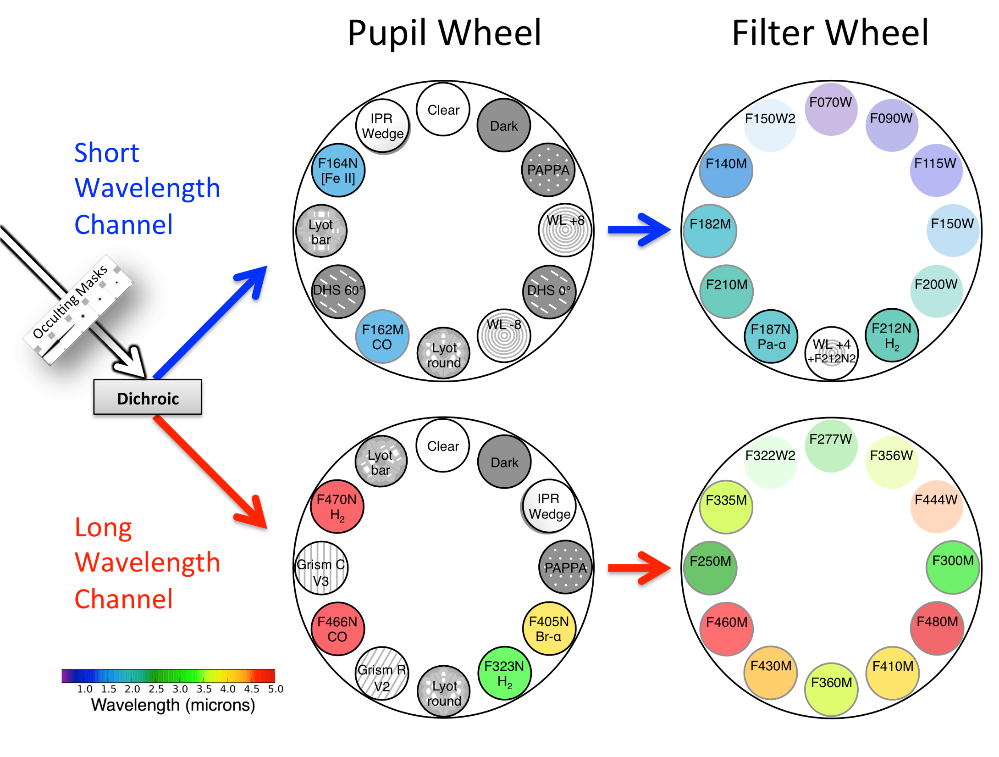 Pupil Wheel
Filter Wheel
Short
Wavelength
Channel
Occulting Masks
Dichroic
Long
Wavelength
Channel
1.0 1.5 2.0 2.5 3.0 3.5 4.0 4.5 5.0
Wavelength (microns)
Clear
Dark
PAPPA
WL +8
DHS 0°
WL -8
Lyot
round
F162M
CO
DHS 60°
Lyot
bar
F164N
[Fe II]
IPR
Wedge
F070W
F090W
F115W
F150W
F200W
F212N
H₂
WL +4
+F212N2
F187N
Pa-α
F210M
F182M
F140M
F150W2
Clear
Dark
IPR
Wedge
PAPPA
F405N
Br-α
F323N
H₂
Lyot
round
Grism R
V2
F466N
CO
Grism C
V3
F470N
H₂
Lyot
bar
F277W
F356W
F444W
F300M
F480M
F410M
F360M
F430M
F460M
F250M
F335M
F322W2